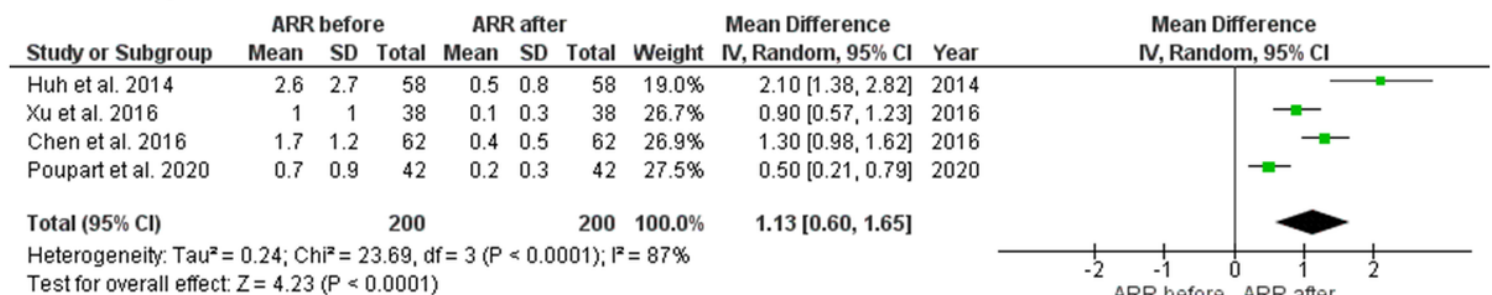 ARR before ARR after Mean Difference Mean Difference
Study or Subgroup Mean SD Total Mean SD Total Weight IV, Random, 95% CI Year IV, Random, 95% CI
Huh et al. 2014 2.6 2.7 58 0.5 0.8 58 19.0% 2.10 [1.38, 2.82] 2014
Xu et al. 2016 1 1 38 0.1 0.3 38 26.7% 0.90 [0.57, 1.23] 2016
Chen et al. 2016 1.7 1.2 62 0.4 0.5 62 26.9% 1.30 [0.98, 1.62] 2016
Poupart et al. 2020 0.7 0.9 42 0.2 0.3 42 27.5% 0.50 [0.21, 0.79] 2020
Total (95% CI) 200 200 100.0% 1.13 [0.60, 1.65]
Heterogeneity: Tau² = 0.24; Chi² = 23.69, df = 3 (P < 0.0001); I² = 87%
Test for overall effect: Z = 4.23 (P < 0.0001)
-2 -1 0 1 2
ARR before ARR after